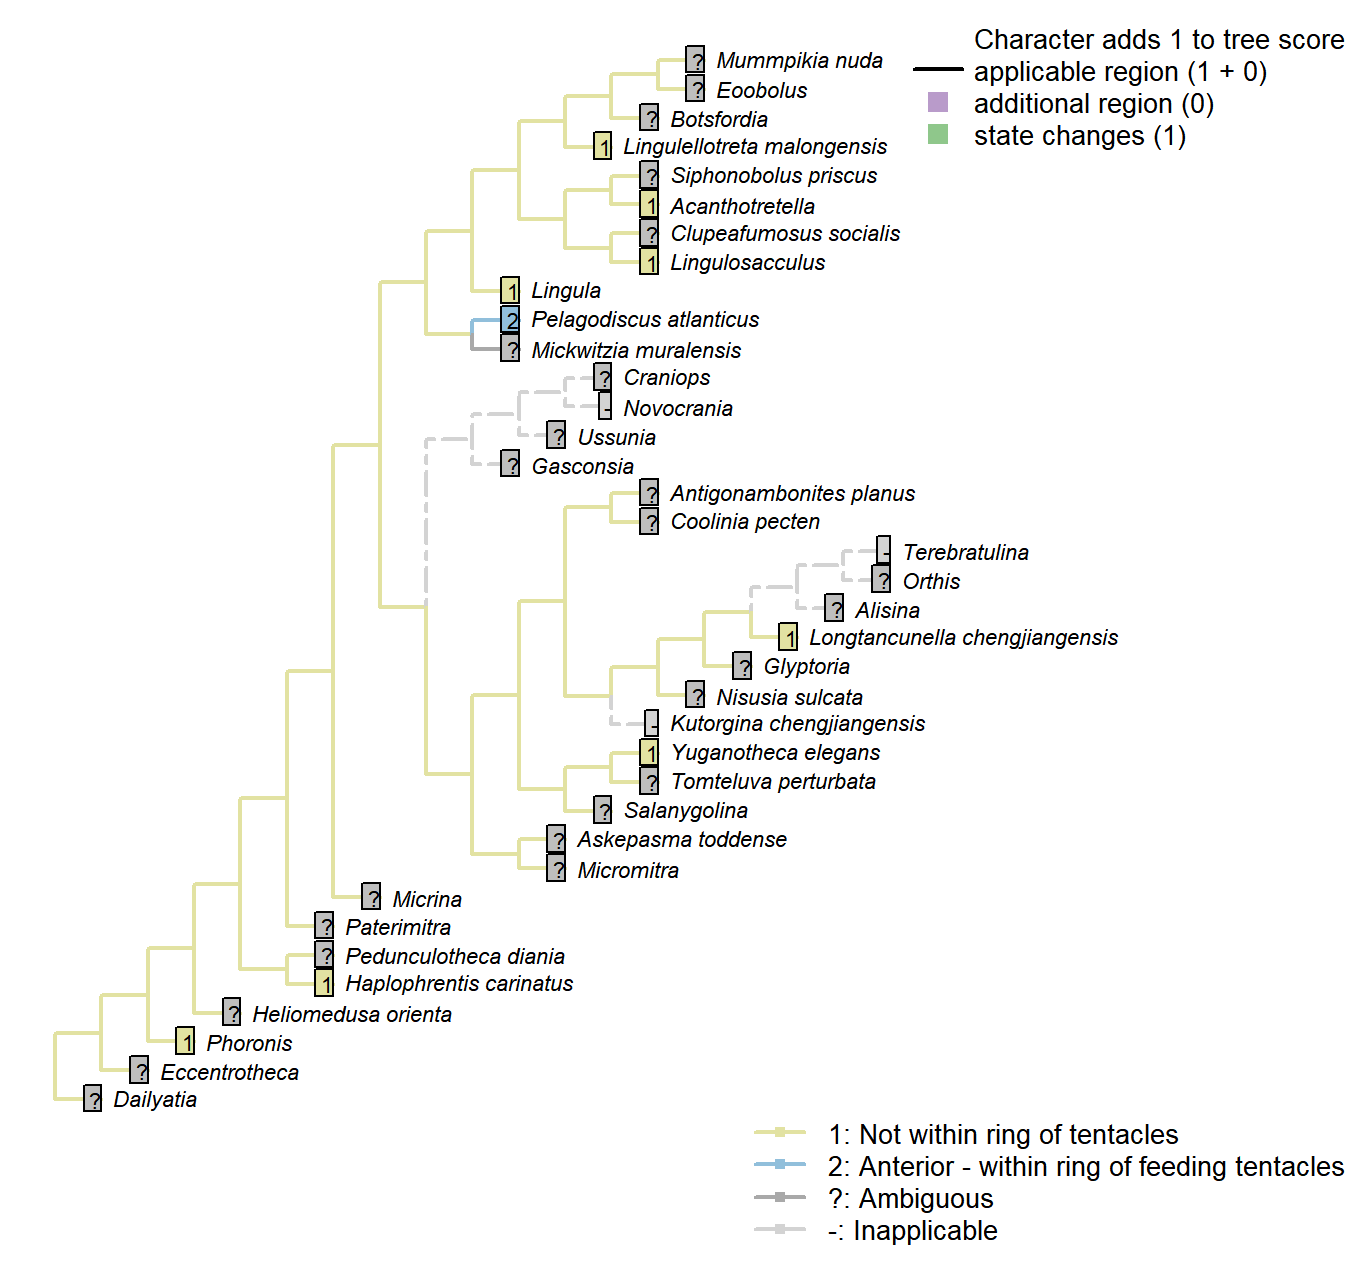 Character adds 1 to tree score
applicable region (1 + 0)
additional region (0)
state changes (1)
? Mummpikia nuda
? Eoobolus
? Botsfordia
1 Lingulellotreta malongensis
? Siphonobolus priscus
1 Acanthotretella
? Clupeafumosus socialis
1 Lingulosacculus
1 Lingula
2 Pelagodiscus atlanticus
? Mickwitzia muralensis
? Craniops
- Novocrania
? Ussunia
? Gasconsia
? Antigonambonites planus
? Coolinia pecten
- Terebratulina
? Orthis
? Alisina
1 Longtancunella chengjiangensis
? Glyptoria
? Nisusia sulcata
- Kutorgina chengjiangensis
1 Yuganotheca elegans
? Tomteluva perturbata
? Salanygolina
? Askepasma toddense
? Micromitra
? Micrina
? Paterimitra
? Pedunculotheca diania
1 Haplophrentis carinatus
? Heliomedusa orienta
1 Phoronis
? Eccentrotheca
? Dailyatia
1: Not within ring of tentacles
2: Anterior - within ring of feeding tentacles
?: Ambiguous
-: Inapplicable